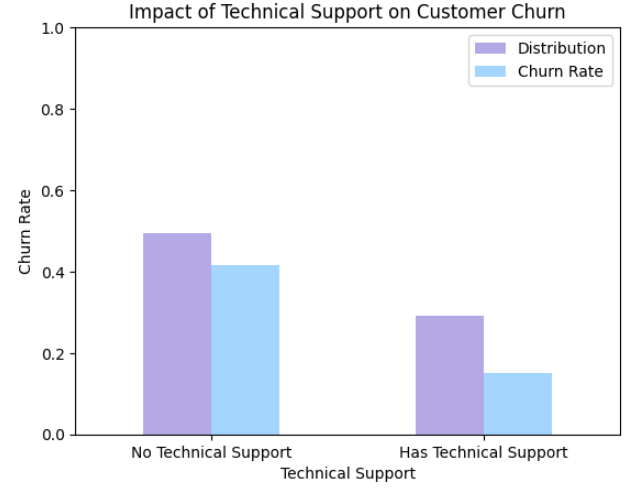 Impact of Technical Support on Customer Churn
1.0
0.8
0.6
0.4
0.2
0.0
Churn Rate
Distribution
Churn Rate
No Technical Support
Has Technical Support
Technical Support